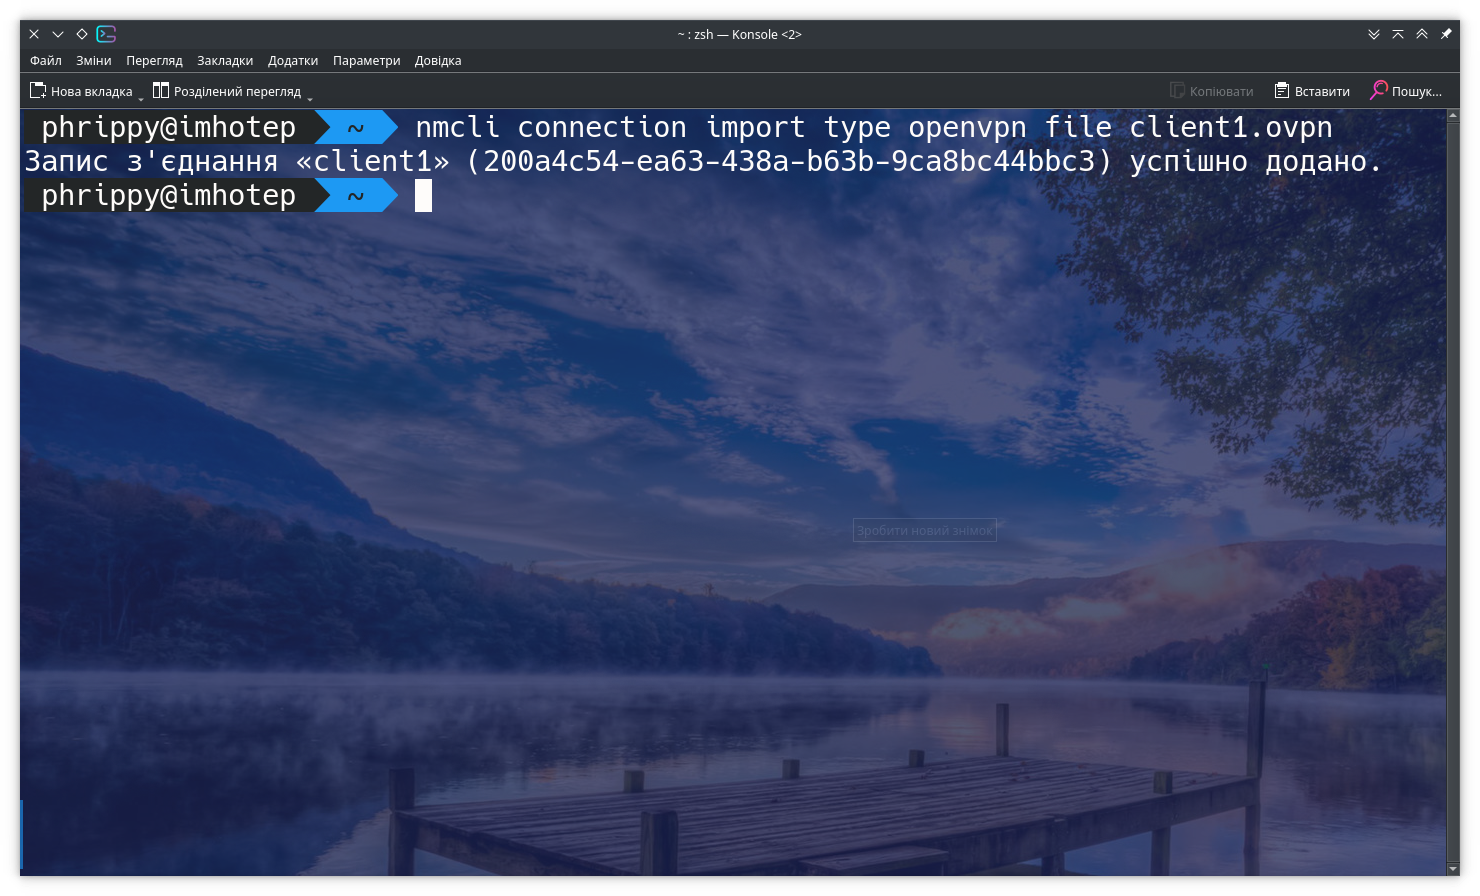 ~ : zsh — Konsole <2>
Файл Зміни Перегляд Закладки Додатки Параметри Довідка
Нова вкладка Розділений перегляд Копіювати Вставити Пошук...
phrippy@imhotep ~ nmcli connection import type openvpn file client1.ovpn
Запис з'єднання «client1» (200a4c54-ea63-438a-b63b-9ca8bc44bbc3) успішно додано.
phrippy@imhotep ~
Зробити новий знімок